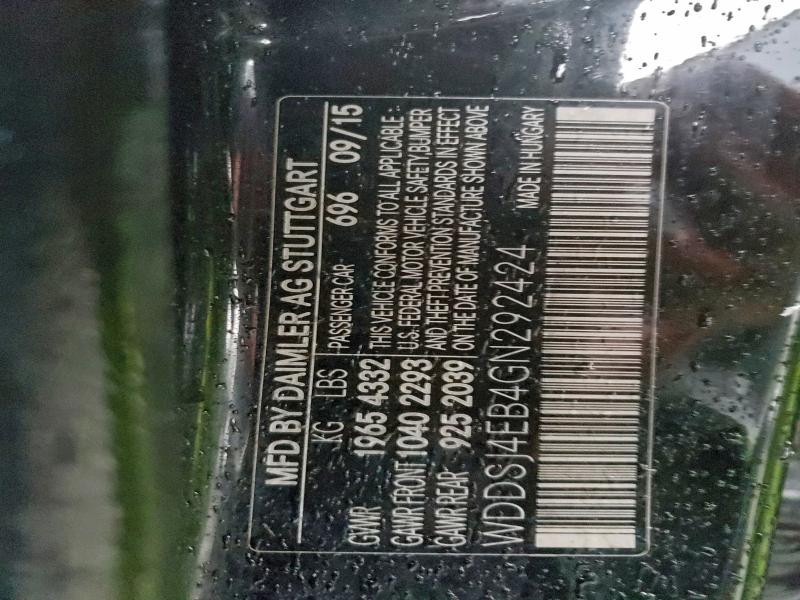 MFD BY DAIMLER AG STUTTGART
KG LBS PASSENGER CAR 696 09/15
GVWR 1965 4332 THIS VEHICLE CONFORMS TO ALL APPLICABLE
GAWR FRONT 1040 2293 U.S. FEDERAL MOTOR VEHICLE SAFETY, BUMPER
AND THEFT PREVENTION STANDARDS IN EFFECT
GAWR REAR 925 2039 ON THE DATE OF MANUFACTURE SHOWN ABOVE
WDDSJ4EB4GN292424 MADE IN HUNGARY